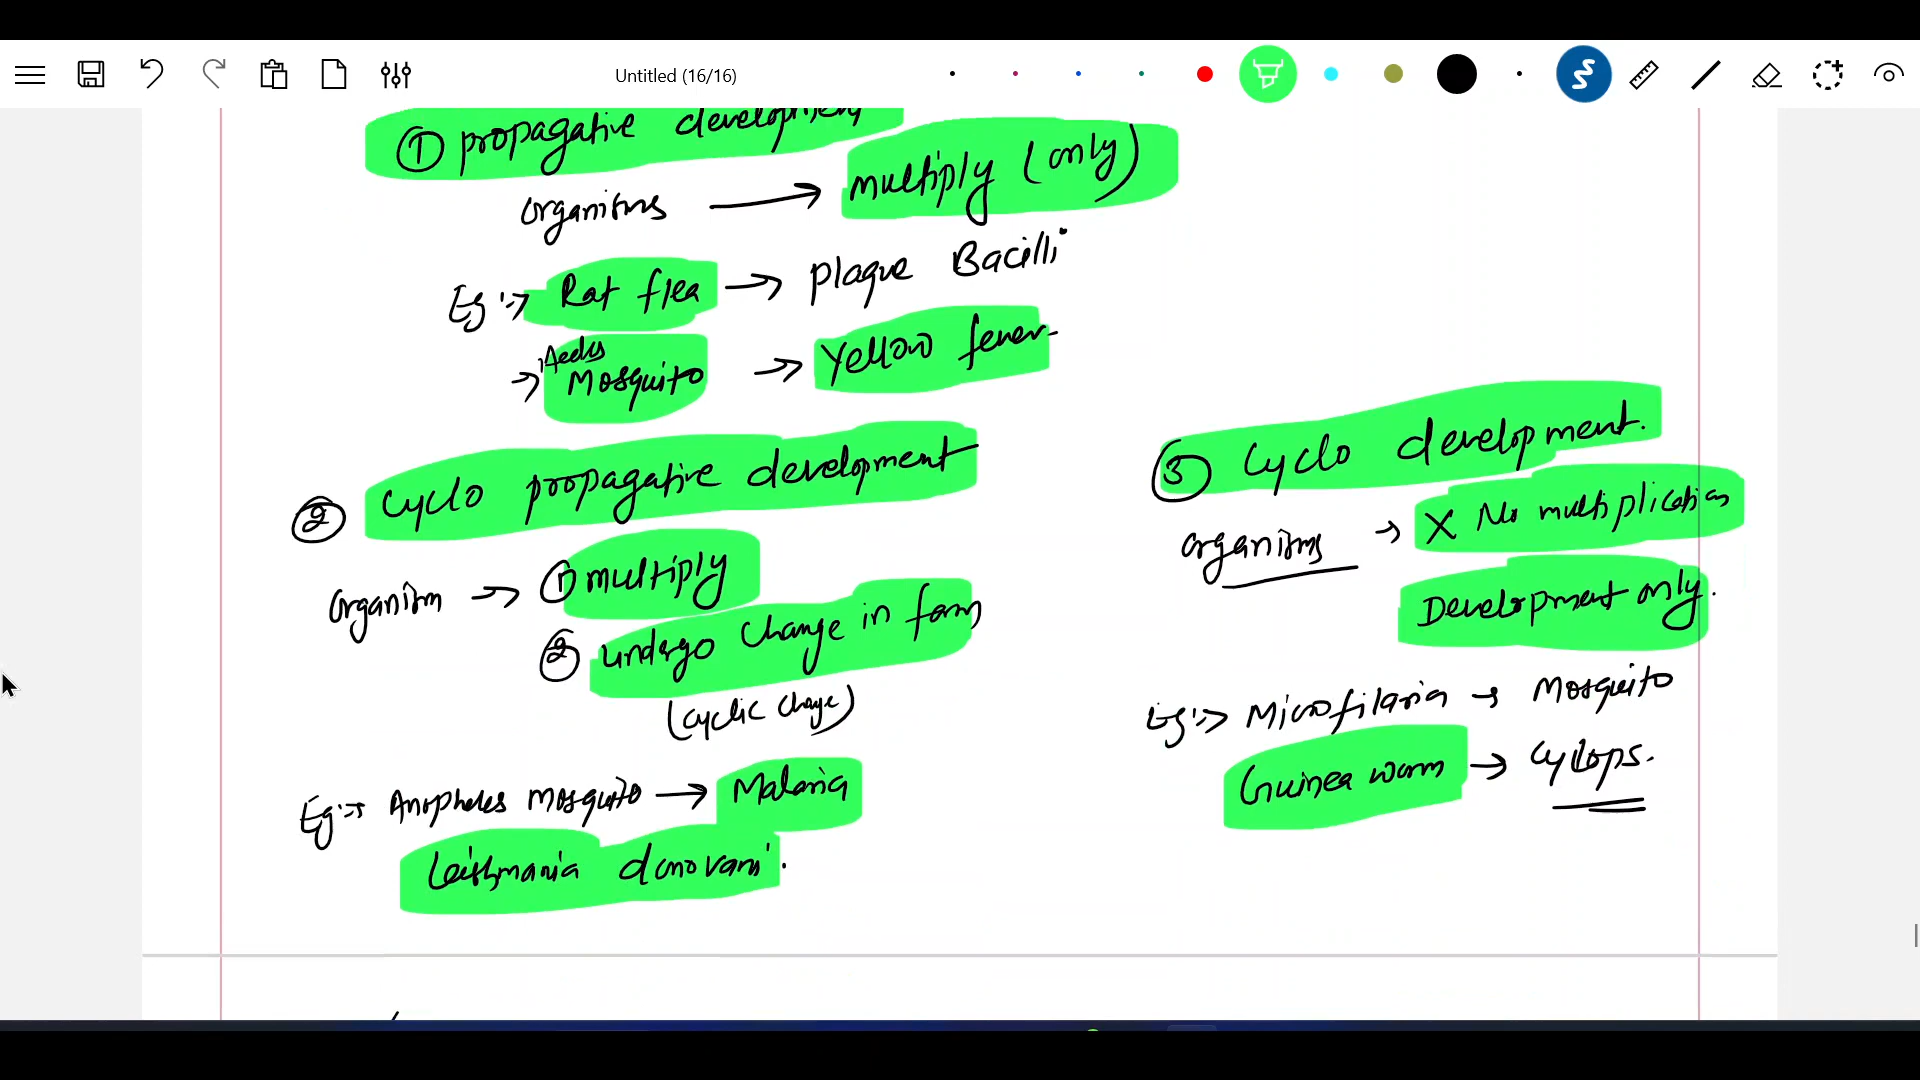 Untitled (16/16)
① propagative development
organisms → multiply (only)
Eg :→ Rat flea → plaque Bacilli
→ Aedes Mosquito → Yellow fever
② Cyclo propagative development
organism → ① multiply
② undergo change in form
(cyclic change)
Eg :→ Anopheles Mosquito → Malaria
Leishmania donovani.
③ Cyclo development.
organisms → X No multiplication
Development only.
Eg :→ Microfilaria → Mosquito
Guinea worm → Cylops.